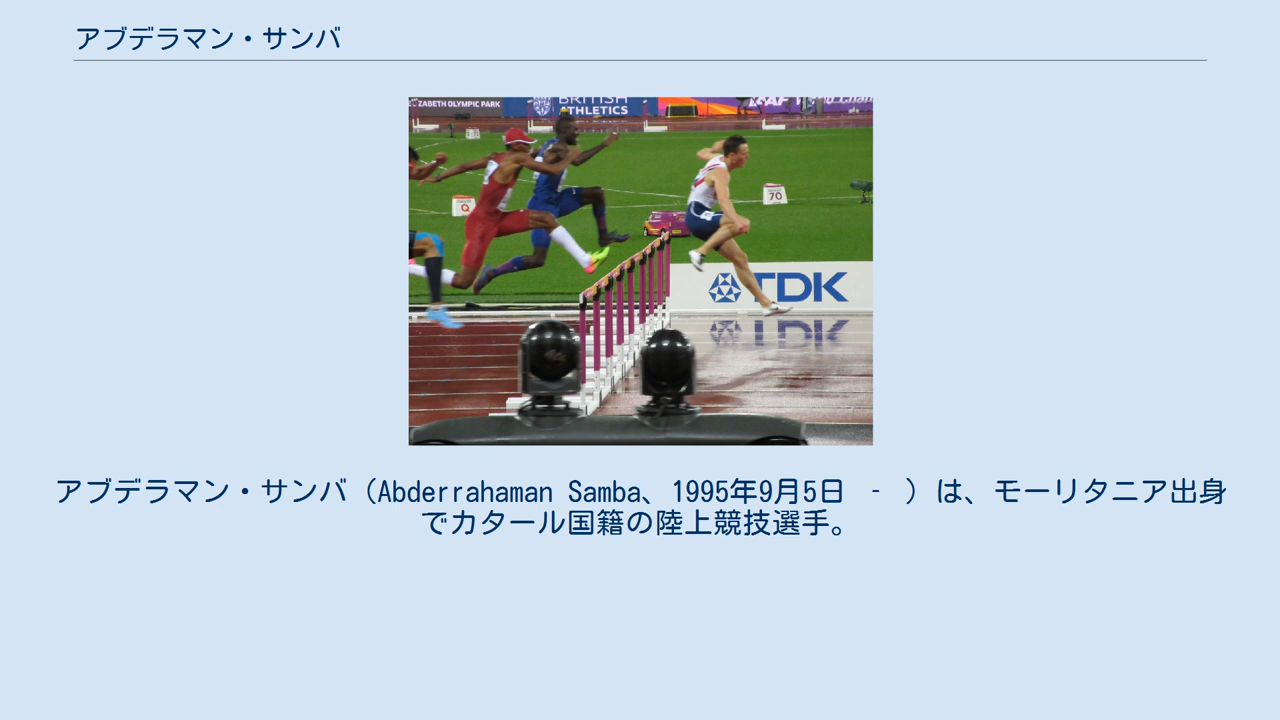 アブデラマン・サンバ
ZABETH OLYMPIC PARK
BRITISH
ATHLETICS
Q
70
TDK
アブデラマン・サンバ（Abderrahaman Samba、1995年9月5日 - ）は、モーリタニア出身
でカタール国籍の陸上競技選手。